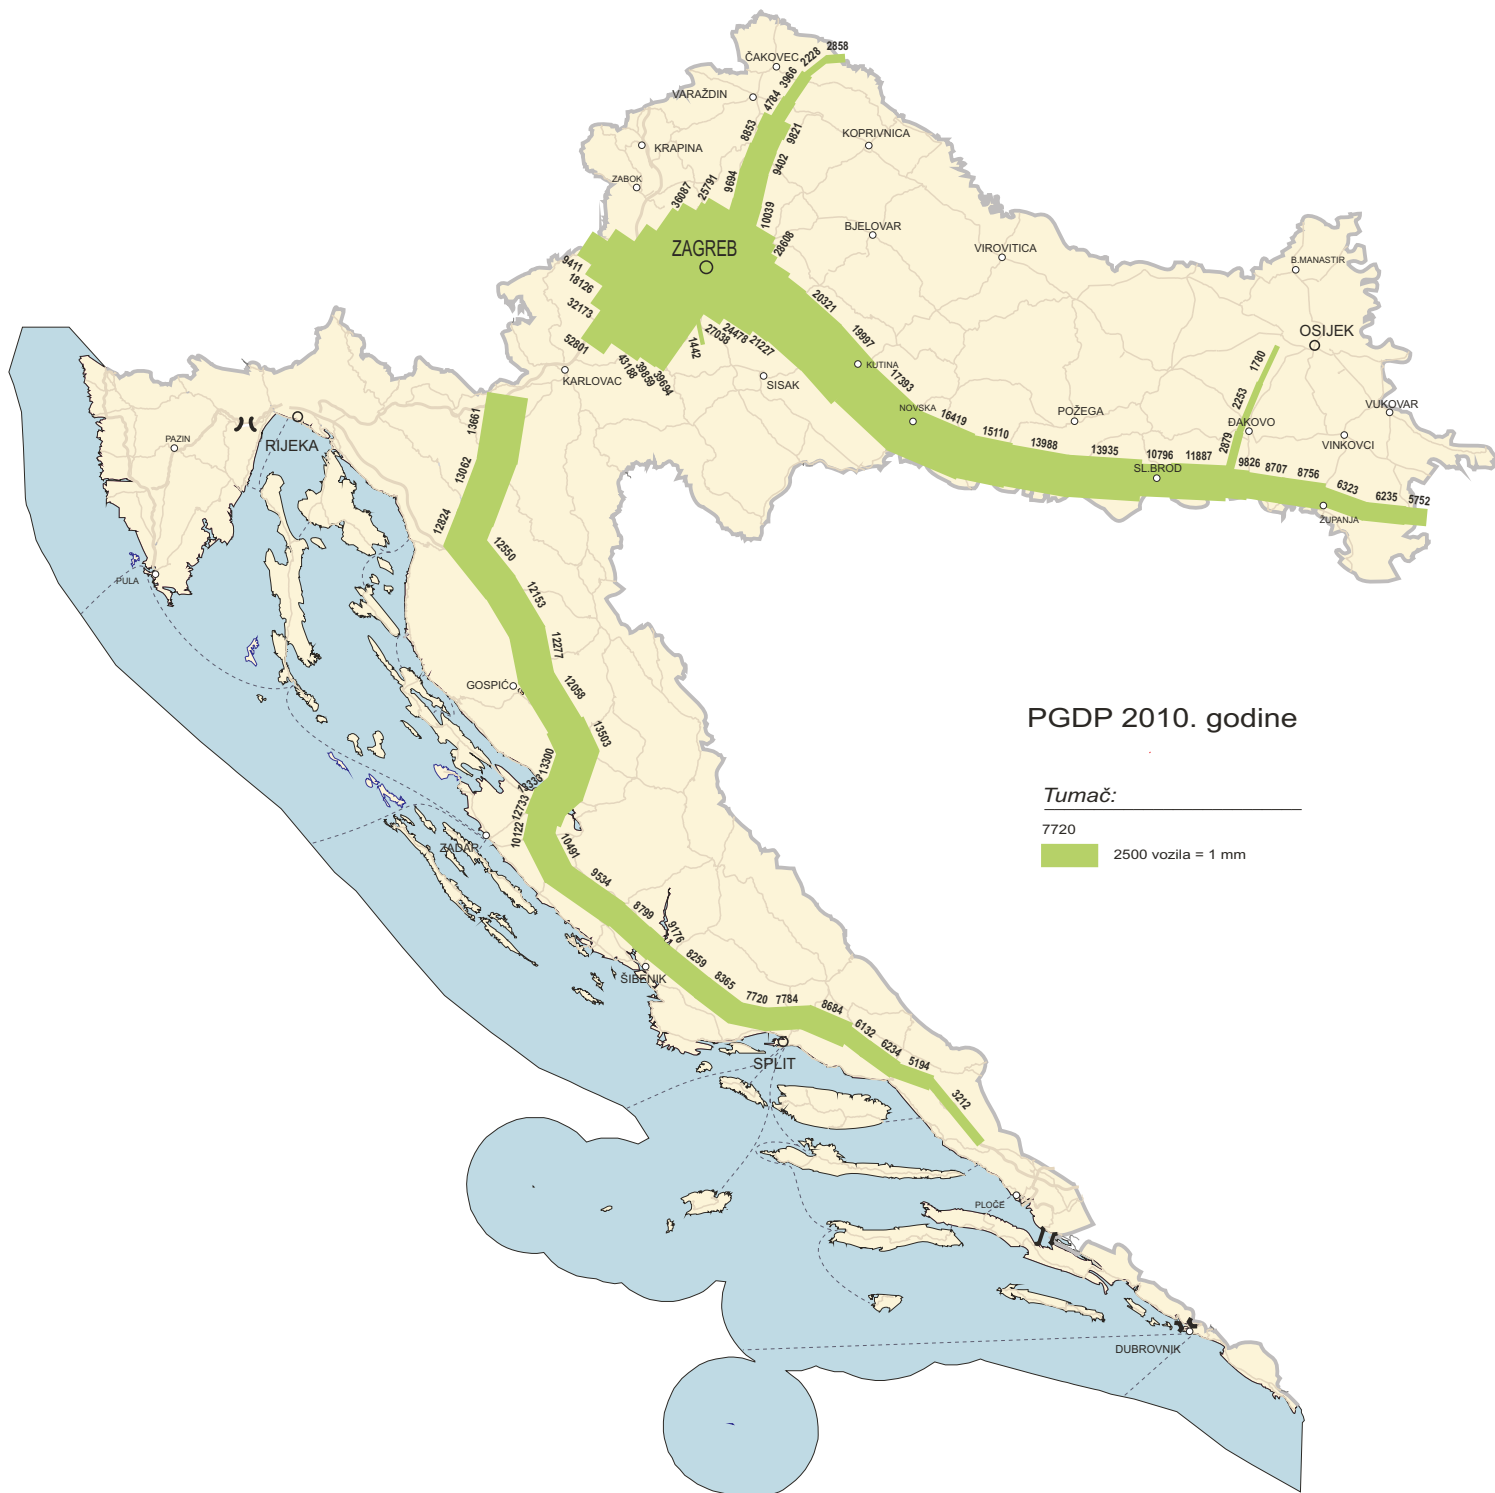 2858
2228
ČAKOVEC
3966
4784
VARAŽDIN
8853
9821
KOPRIVNICA
KRAPINA
9402
ZABOK
9694
25791
36087
10039
BJELOVAR
28608
ZAGREB
VIROVITICA
B.MANASTIR
9411
18126
32173
52801
43188
39859
39694
1442
27038
24478
21227
20321
19997
KUTINA
17393
OSIJEK
1780
KARLOVAC
SISAK
NOVSKA
16419
15110
13988
POŽEGA
13935
10796
11887
SL.BROD
2879
2253
ĐAKOVO
VUKOVAR
VINKOVCI
9826
8707
8756
6323
6235
5752
ŽUPANJA
13661
PAZIN
RIJEKA
13062
12824
12550
PULA
12153
12277
GOSPIĆ
12058
13503
13300
13330
12733
10122
10491
ZADAR
9534
8799
9176
ŠIBENIK
8259
8365
7720
7784
8684
6132
6234
5194
SPLIT
3212
PLOČE
DUBROVNIK
PGDP 2010. godine
Tumač:
7720
2500 vozila = 1 mm